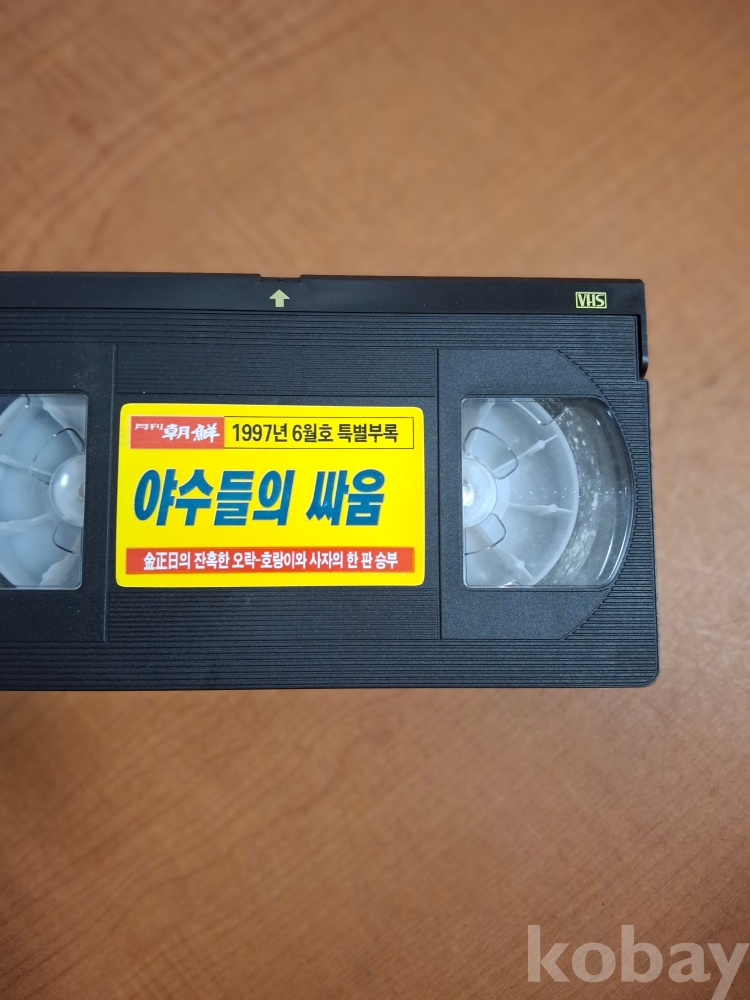 VHS
月刊 朝鮮 1997년 6월호 특별부록
야수들의 싸움
金正日의 잔혹한 오락-호랑이와 사자의 한 판 승부
kobay